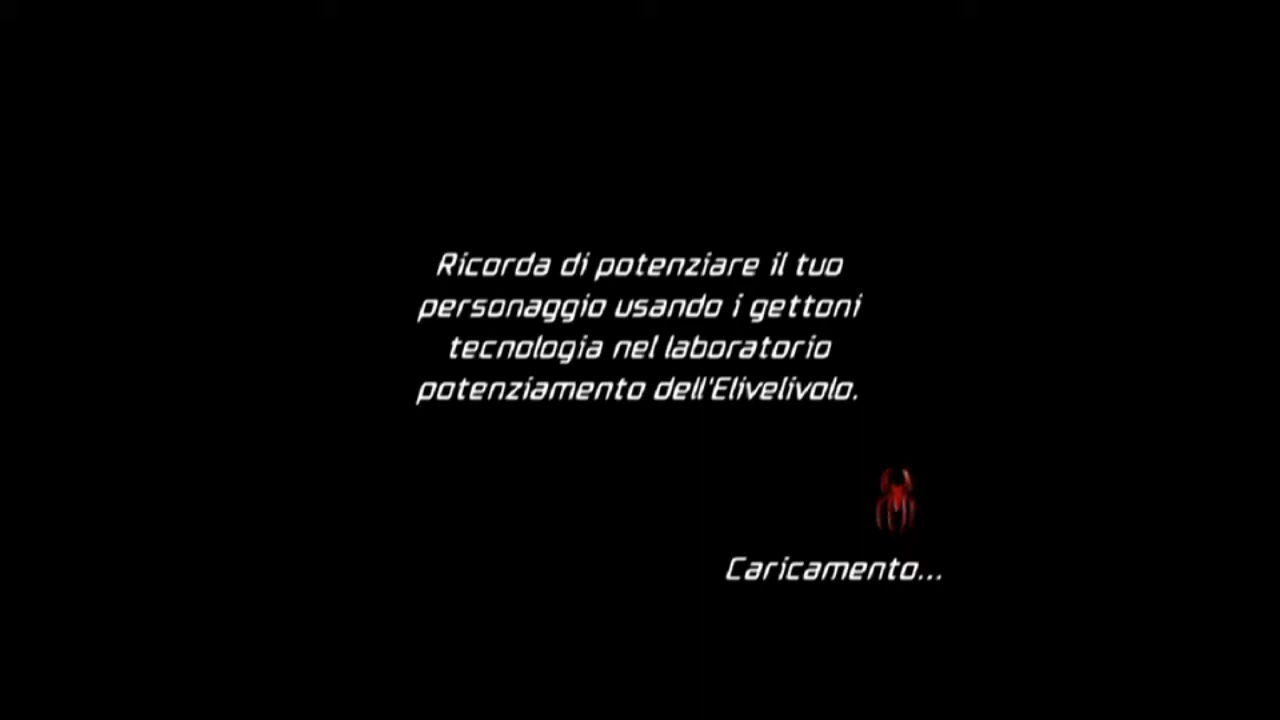 Ricorda di potenziare il tuo
personaggio usando i gettoni
tecnologia nel laboratorio
potenziamento dell'Elivelivolo.
Caricamento...